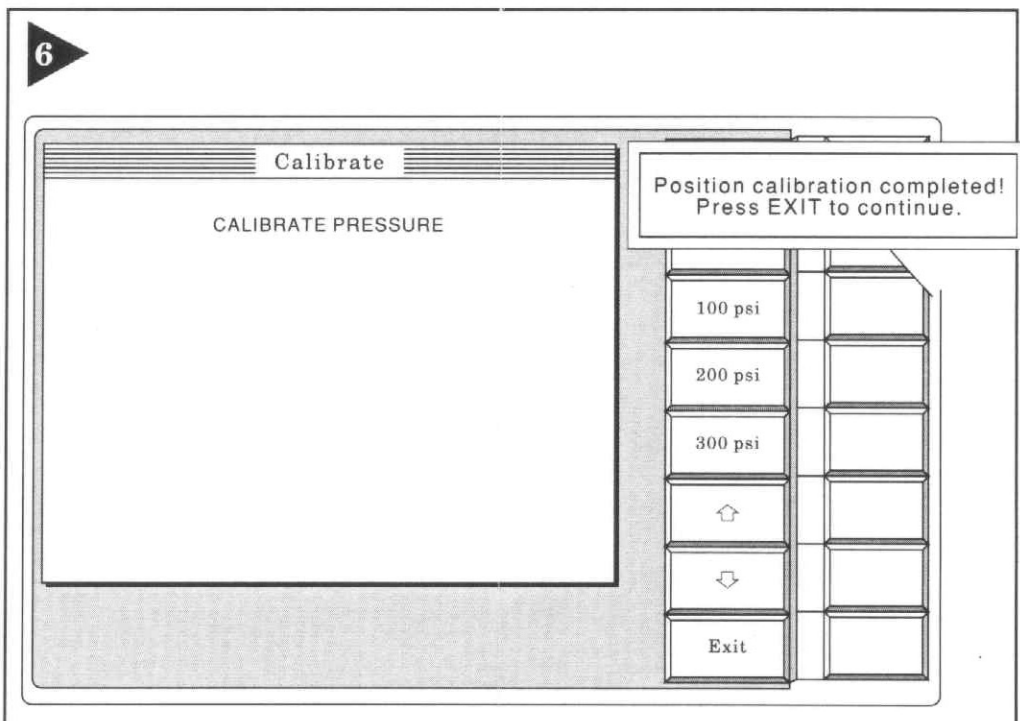 6
Calibrate
CALIBRATE PRESSURE
Position calibration completed!
Press EXIT to continue.
100 psi
200 psi
300 psi
Exit